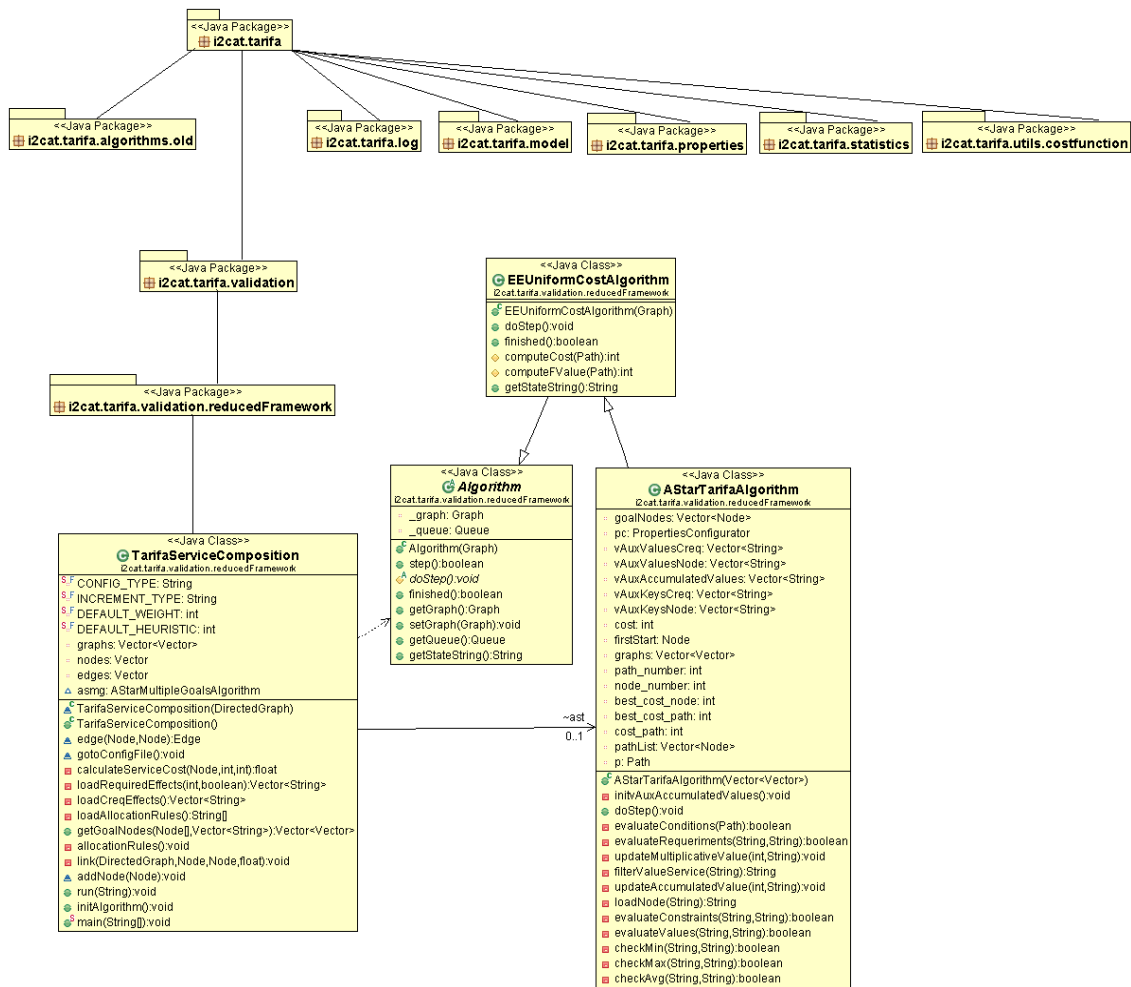 <<Java Package>>
i2cat.tarifa
<<Java Package>>
i2cat.tarifa.algorithms.old
<<Java Package>>
i2cat.tarifa.log
<<Java Package>>
i2cat.tarifa.model
<<Java Package>>
i2cat.tarifa.properties
<<Java Package>>
i2cat.tarifa.statistics
<<Java Package>>
i2cat.tarifa.utils.costfunction
<<Java Package>>
i2cat.tarifa.validation
<<Java Package>>
i2cat.tarifa.validation.reducedFramework
<<Java Class>>
EEUniformCostAlgorithm
i2cat.tarifa.validation.reducedFramework
EEUniformCostAlgorithm(Graph)
doStep():void
finished():boolean
computeCost(Path):int
computeFValue(Path):int
getStateString():String
<<Java Class>>
Algorithm
i2cat.tarifa.validation.reducedFramework
_graph: Graph
_queue: Queue
Algorithm(Graph)
step():boolean
doStep():void
finished():boolean
getGraph():Graph
setGraph(Graph):void
getQueue():Queue
getStateString():String
<<Java Class>>
TarifaServiceComposition
i2cat.tarifa.validation.reducedFramework
CONFIG_TYPE: String
INCREMENT_TYPE: String
DEFAULT_WEIGHT: int
DEFAULT_HEURISTIC: int
graphs: Vector<Vector>
nodes: Vector
edges: Vector
asmg: AStarMultipleGoalsAlgorithm
TarifaServiceComposition(DirectedGraph)
TarifaServiceComposition()
edge(Node,Node):Edge
gotoConfigFile():void
calculateServiceCost(Node,int,int):float
loadRequiredEffects(int,boolean):Vector<String>
loadCreqEffects():Vector<String>
loadAllocationRules():String[]
getGoalNodes(Node[],Vector<String>):Vector<Vector>
allocationRules():void
link(DirectedGraph,Node,Node,float):void
addNode(Node):void
run(String):void
initAlgorithm():void
main(String[]):void
~ast
0..1
<<Java Class>>
AStarTarifaAlgorithm
i2cat.tarifa.validation.reducedFramework
goalNodes: Vector<Node>
pc: PropertiesConfigurator
vAuxValuesCreq: Vector<String>
vAuxValuesNode: Vector<String>
vAuxAccumulatedValues: Vector<String>
vAuxKeysCreq: Vector<String>
vAuxKeysNode: Vector<String>
cost: int
firstStart: Node
graphs: Vector<Vector>
path_number: int
node_number: int
best_cost_node: int
best_cost_path: int
cost_path: int
pathList: Vector<Node>
p: Path
AStarTarifaAlgorithm(Vector<Vector>)
initvAuxAccumulatedValues():void
doStep():void
evaluateConditions(Path):boolean
evaluateRequeriments(String,String):boolean
updateMultiplicativeValue(int,String):void
filterValueService(String):String
updateAccumulatedValue(int,String):void
loadNode(String):String
evaluateConstraints(String,String):boolean
evaluateValues(String,String):boolean
checkMin(String,String):boolean
checkMax(String,String):boolean
checkAvg(String,String):boolean